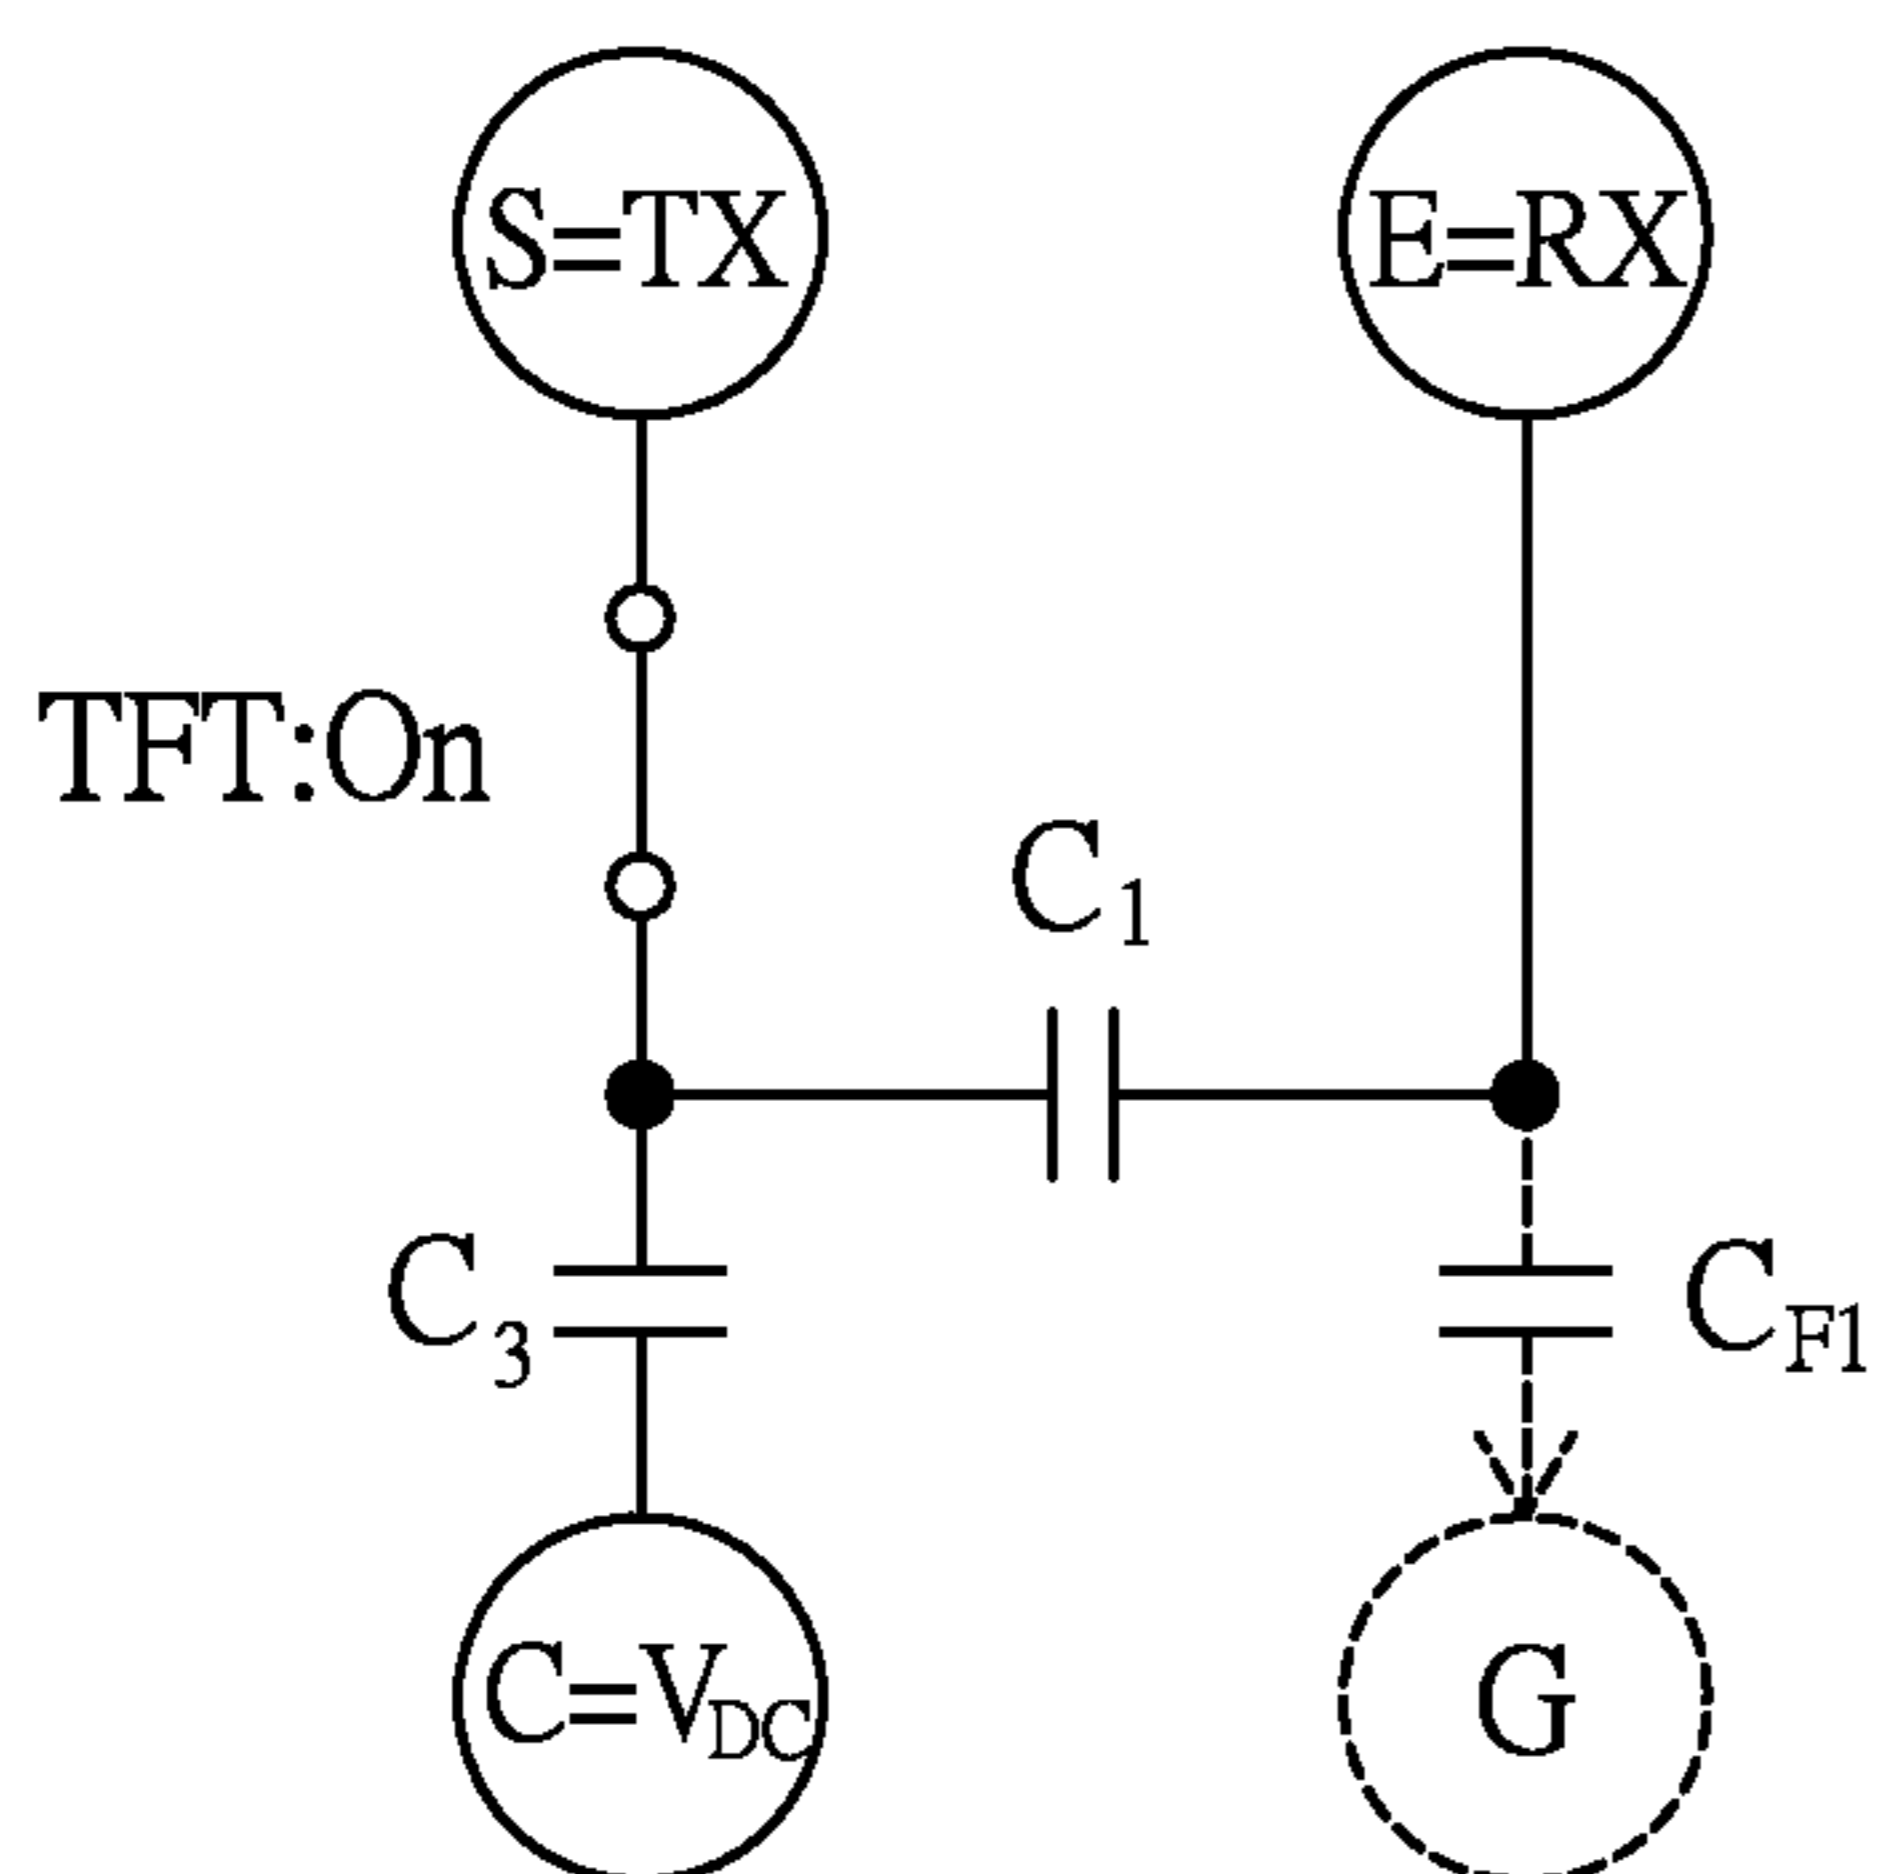 S=TX
E=RX
TFT:On
C1
C3
CF1
C=VDC
G